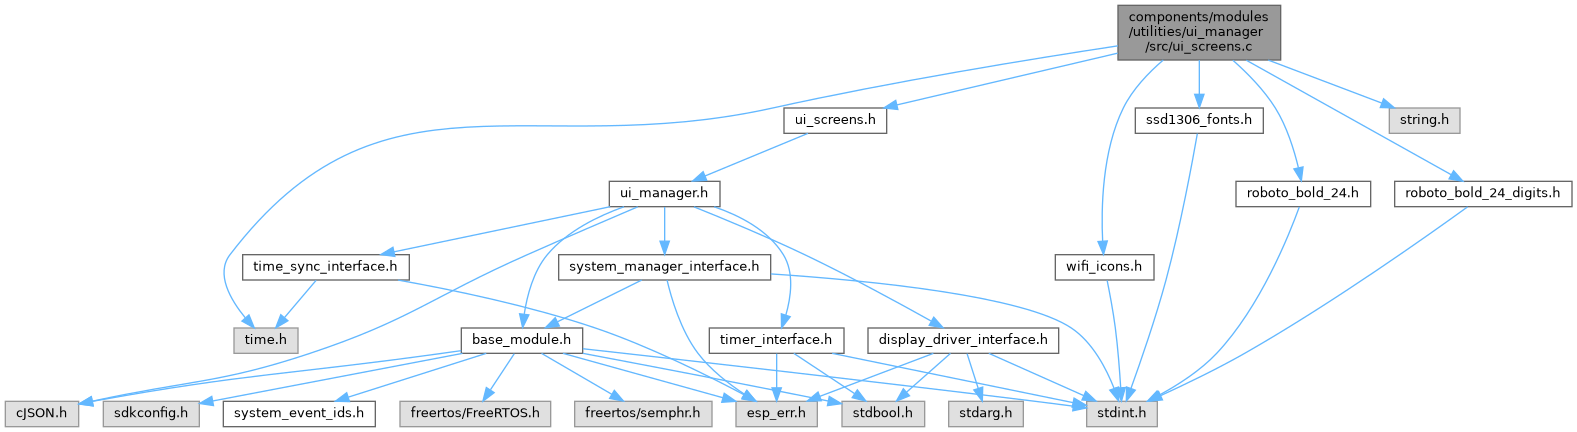 components/modules
/utilities/ui_manager
/src/ui_screens.c
ui_screens.h
ssd1306_fonts.h
string.h
ui_manager.h
roboto_bold_24.h
roboto_bold_24_digits.h
time_sync_interface.h
system_manager_interface.h
wifi_icons.h
time.h
base_module.h
timer_interface.h
display_driver_interface.h
cJSON.h
sdkconfig.h
system_event_ids.h
freertos/FreeRTOS.h
freertos/semphr.h
esp_err.h
stdbool.h
stdarg.h
stdint.h